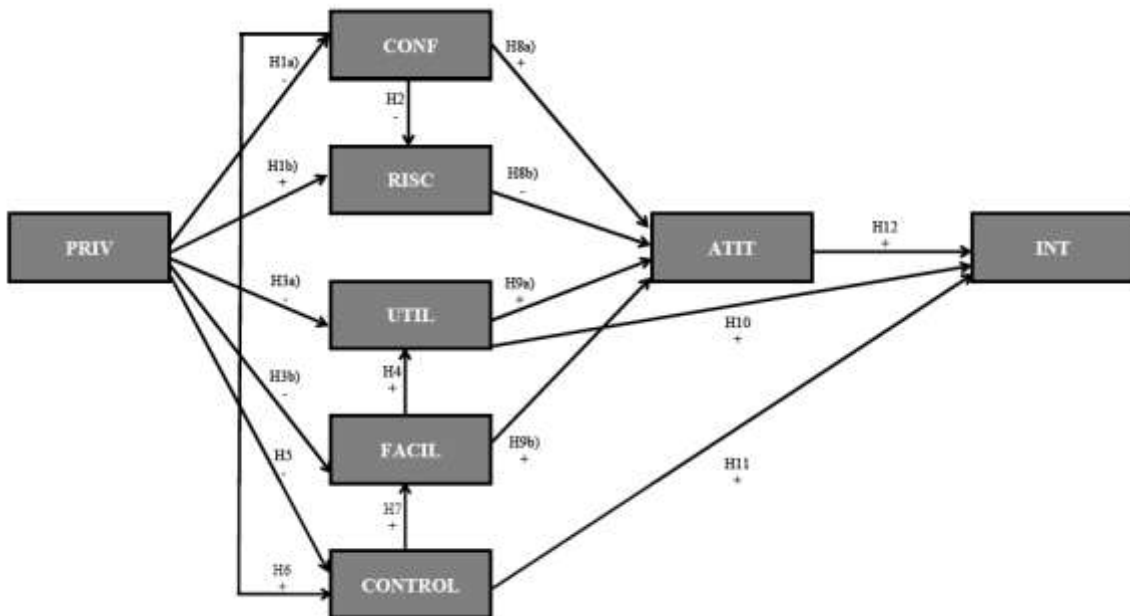 CONF
H1a)
-
H8a)
+
H2
-
H1b)
+
RISC
H8b)
-
PRIV
ATIT
H12
+
INT
H3a)
-
UTIL
H9a)
+
H10
+
H3b)
-
H4
+
FACIL
H9b)
+
H5
-
H11
+
H7
+
H6
+
CONTROL